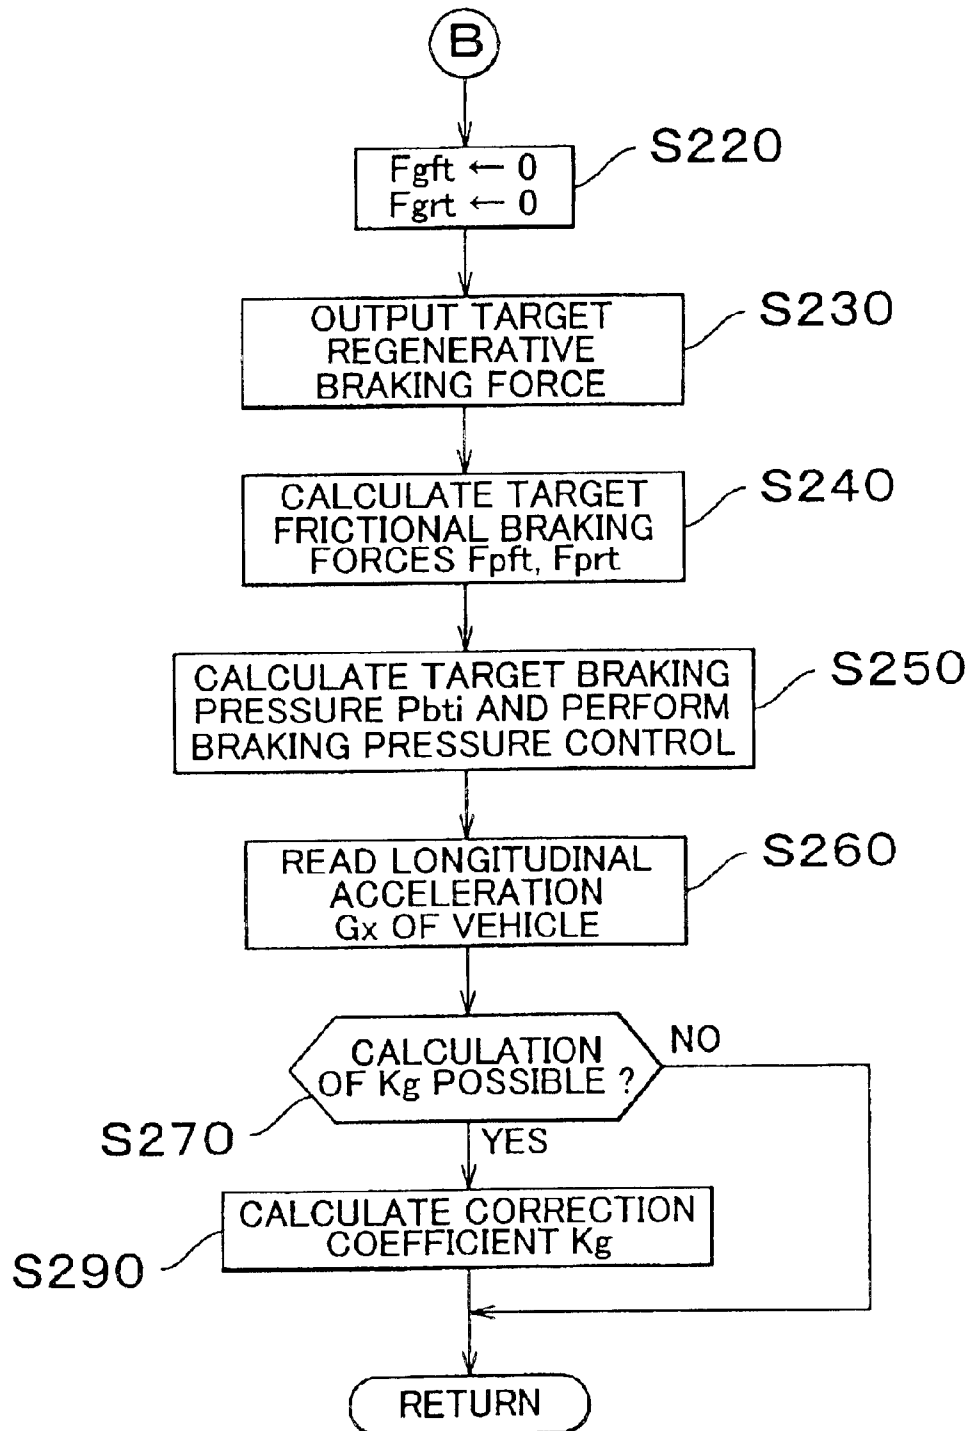 B
Fgft ← 0
Fgrt ← 0
S220
OUTPUT TARGET
REGENERATIVE
BRAKING FORCE
S230
CALCULATE TARGET
FRICTIONAL BRAKING
FORCES Fpft, Fprt
S240
CALCULATE TARGET BRAKING
PRESSURE Pbti AND PERFORM
BRAKING PRESSURE CONTROL
S250
READ LONGITUDINAL
ACCELERATION
Gx OF VEHICLE
S260
CALCULATION
OF Kg POSSIBLE ?
NO
S270
YES
CALCULATE CORRECTION
COEFFICIENT Kg
S290
RETURN